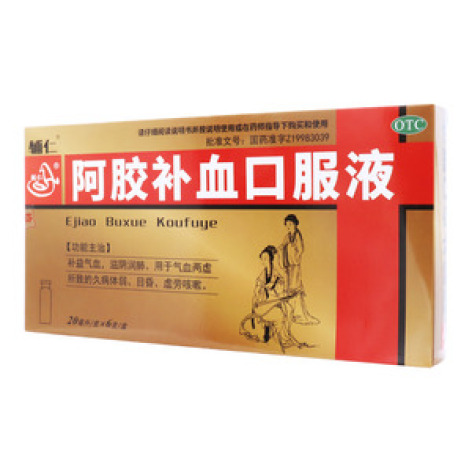 请仔细阅读说明书并按说明使用或在药师指导下购买和使用
批准文号：国药准字Z19983039
OTC
辅仁
阿胶补血口服液
Ejiao Buxue Koufuye
【功能主治】
补益气血，滋阴润肺，用于气血两虚
所致的久病体弱、目昏、虚劳咳嗽。
20毫升/支×6支/盒